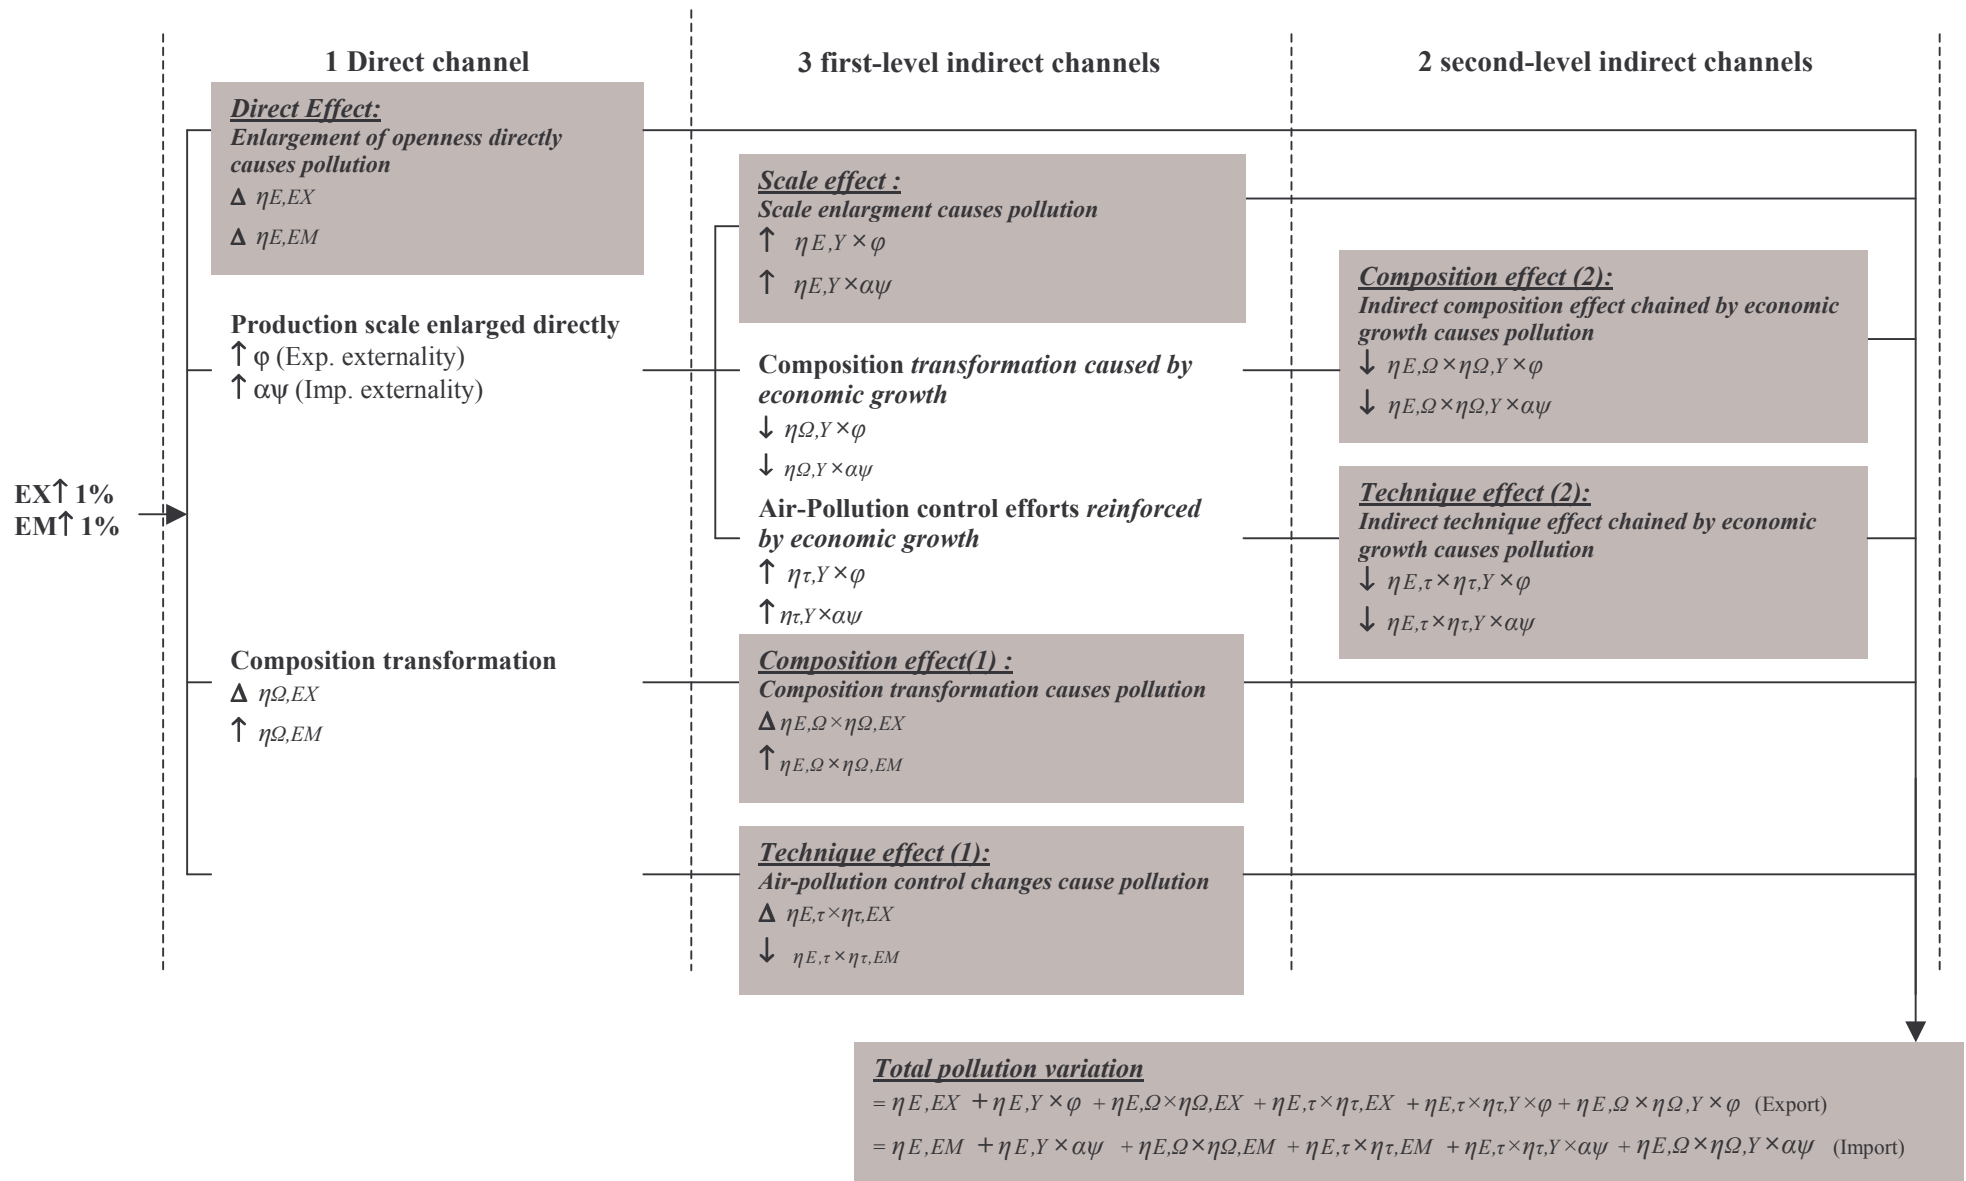 1 Direct channel
3 first-level indirect channels
2 second-level indirect channels
Direct Effect:
Enlargement of openness directly
causes pollution
Δ ηE,EX
Δ ηE,EM
Production scale enlarged directly
↑ φ (Exp. externality)
↑ αψ (Imp. externality)
EX↑ 1%
EM↑ 1%
Composition transformation
Δ ηΩ,EX
↑ ηΩ,EM
Scale effect :
Scale enlargment causes pollution
↑ ηE,Y×φ
↑ ηE,Y×αψ
Composition transformation caused by
economic growth
↓ ηΩ,Y×φ
↓ ηΩ,Y×αψ
Air-Pollution control efforts reinforced
by economic growth
↑ ητ,Y×φ
↑ ητ,Y×αψ
Composition effect(1) :
Composition transformation causes pollution
Δ ηE,Ω×ηΩ,EX
↑ ηE,Ω×ηΩ,EM
Technique effect (1):
Air-pollution control changes cause pollution
Δ ηE,τ×ητ,EX
↓ ηE,τ×ητ,EM
Composition effect (2):
Indirect composition effect chained by economic
growth causes pollution
↓ ηE,Ω×ηΩ,Y×φ
↓ ηE,Ω×ηΩ,Y×αψ
Technique effect (2):
Indirect technique effect chained by economic
growth causes pollution
↓ ηE,τ×ητ,Y×φ
↓ ηE,τ×ητ,Y×αψ
Total pollution variation
= ηE,EX + ηE,Y×φ + ηE,Ω×ηΩ,EX + ηE,τ×ητ,EX + ηE,τ×ητ,Y×φ + ηE,Ω×ηΩ,Y×φ (Export)
= ηE,EM + ηE,Y×αψ + ηE,Ω×ηΩ,EM + ηE,τ×ητ,EM + ηE,τ×ητ,Y×αψ + ηE,Ω×ηΩ,Y×αψ (Import)